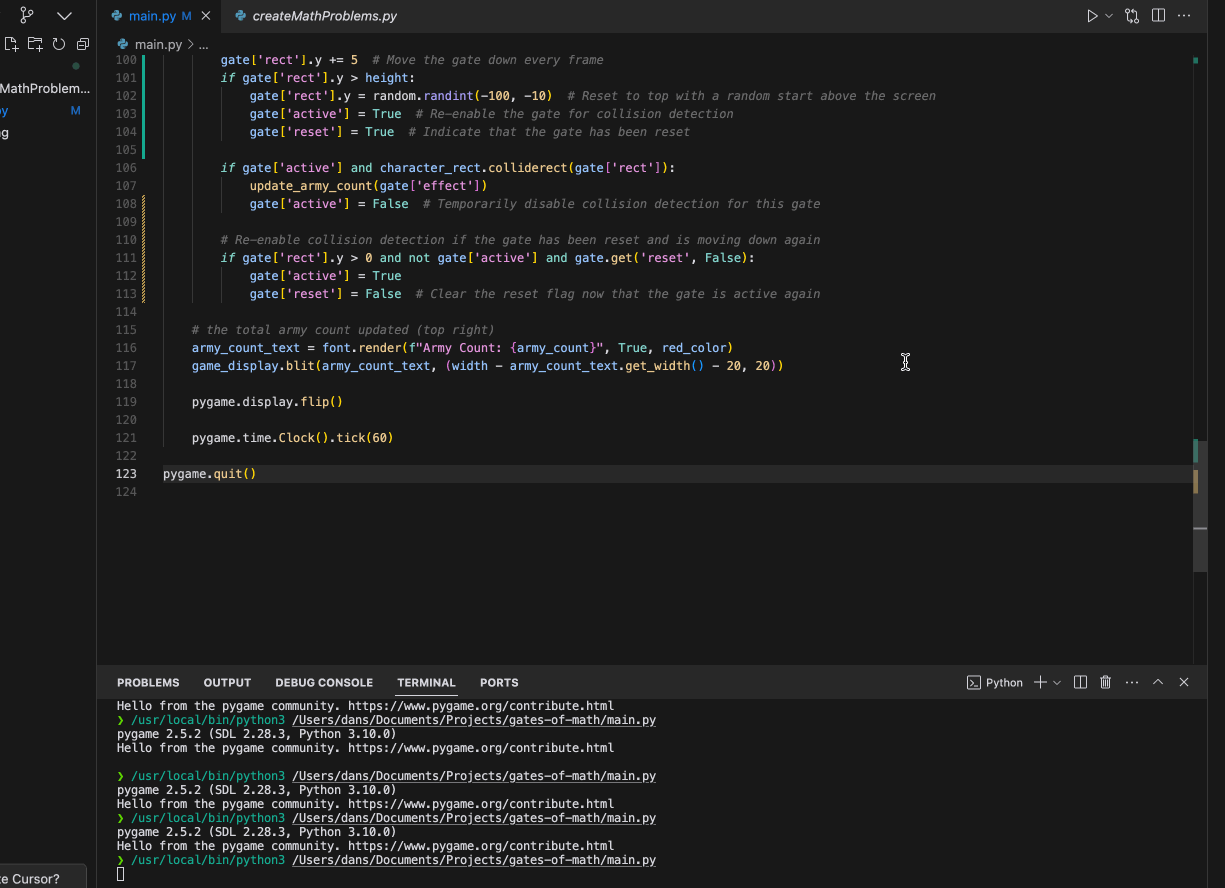 main.py M
createMathProblems.py
main.py > ...
MathProblem...
py M
ng
100 gate['rect'].y += 5 # Move the gate down every frame
101 if gate['rect'].y > height:
102 gate['rect'].y = random.randint(-100, -10) # Reset to top with a random start above the screen
103 gate['active'] = True # Re-enable the gate for collision detection
104 gate['reset'] = True # Indicate that the gate has been reset
105
106 if gate['active'] and character_rect.colliderect(gate['rect']):
107 update_army_count(gate['effect'])
108 gate['active'] = False # Temporarily disable collision detection for this gate
109
110 # Re-enable collision detection if the gate has been reset and is moving down again
111 if gate['rect'].y > 0 and not gate['active'] and gate.get('reset', False):
112 gate['active'] = True
113 gate['reset'] = False # Clear the reset flag now that the gate is active again
114
115 # the total army count updated (top right)
116 army_count_text = font.render(f"Army Count: {army_count}", True, red_color)
117 game_display.blit(army_count_text, (width - army_count_text.get_width() - 20, 20))
118
119 pygame.display.flip()
120
121 pygame.time.Clock().tick(60)
122
123 pygame.quit()
124
PROBLEMS OUTPUT DEBUG CONSOLE TERMINAL PORTS Python
Hello from the pygame community. https://www.pygame.org/contribute.html
❯ /usr/local/bin/python3 /Users/dans/Documents/Projects/gates-of-math/main.py
pygame 2.5.2 (SDL 2.28.3, Python 3.10.0)
Hello from the pygame community. https://www.pygame.org/contribute.html
❯ /usr/local/bin/python3 /Users/dans/Documents/Projects/gates-of-math/main.py
pygame 2.5.2 (SDL 2.28.3, Python 3.10.0)
Hello from the pygame community. https://www.pygame.org/contribute.html
❯ /usr/local/bin/python3 /Users/dans/Documents/Projects/gates-of-math/main.py
pygame 2.5.2 (SDL 2.28.3, Python 3.10.0)
Hello from the pygame community. https://www.pygame.org/contribute.html
❯ /usr/local/bin/python3 /Users/dans/Documents/Projects/gates-of-math/main.py
te Cursor?